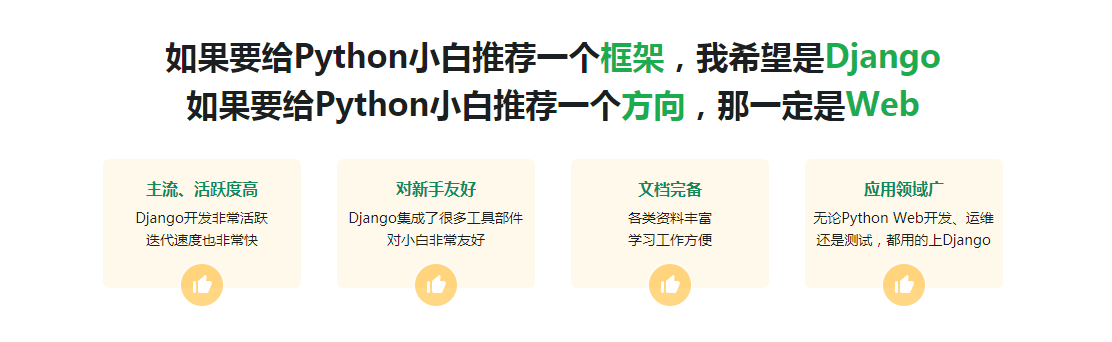 如果要给Python小白推荐一个框架，我希望是Django
如果要给Python小白推荐一个方向，那一定是Web
主流、活跃度高
Django开发非常活跃
迭代速度也非常快
对新手友好
Django集成了很多工具部件
对小白非常友好
文档完备
各类资料丰富
学习工作方便
应用领域广
无论Python Web开发、运维
还是测试，都用的上Django